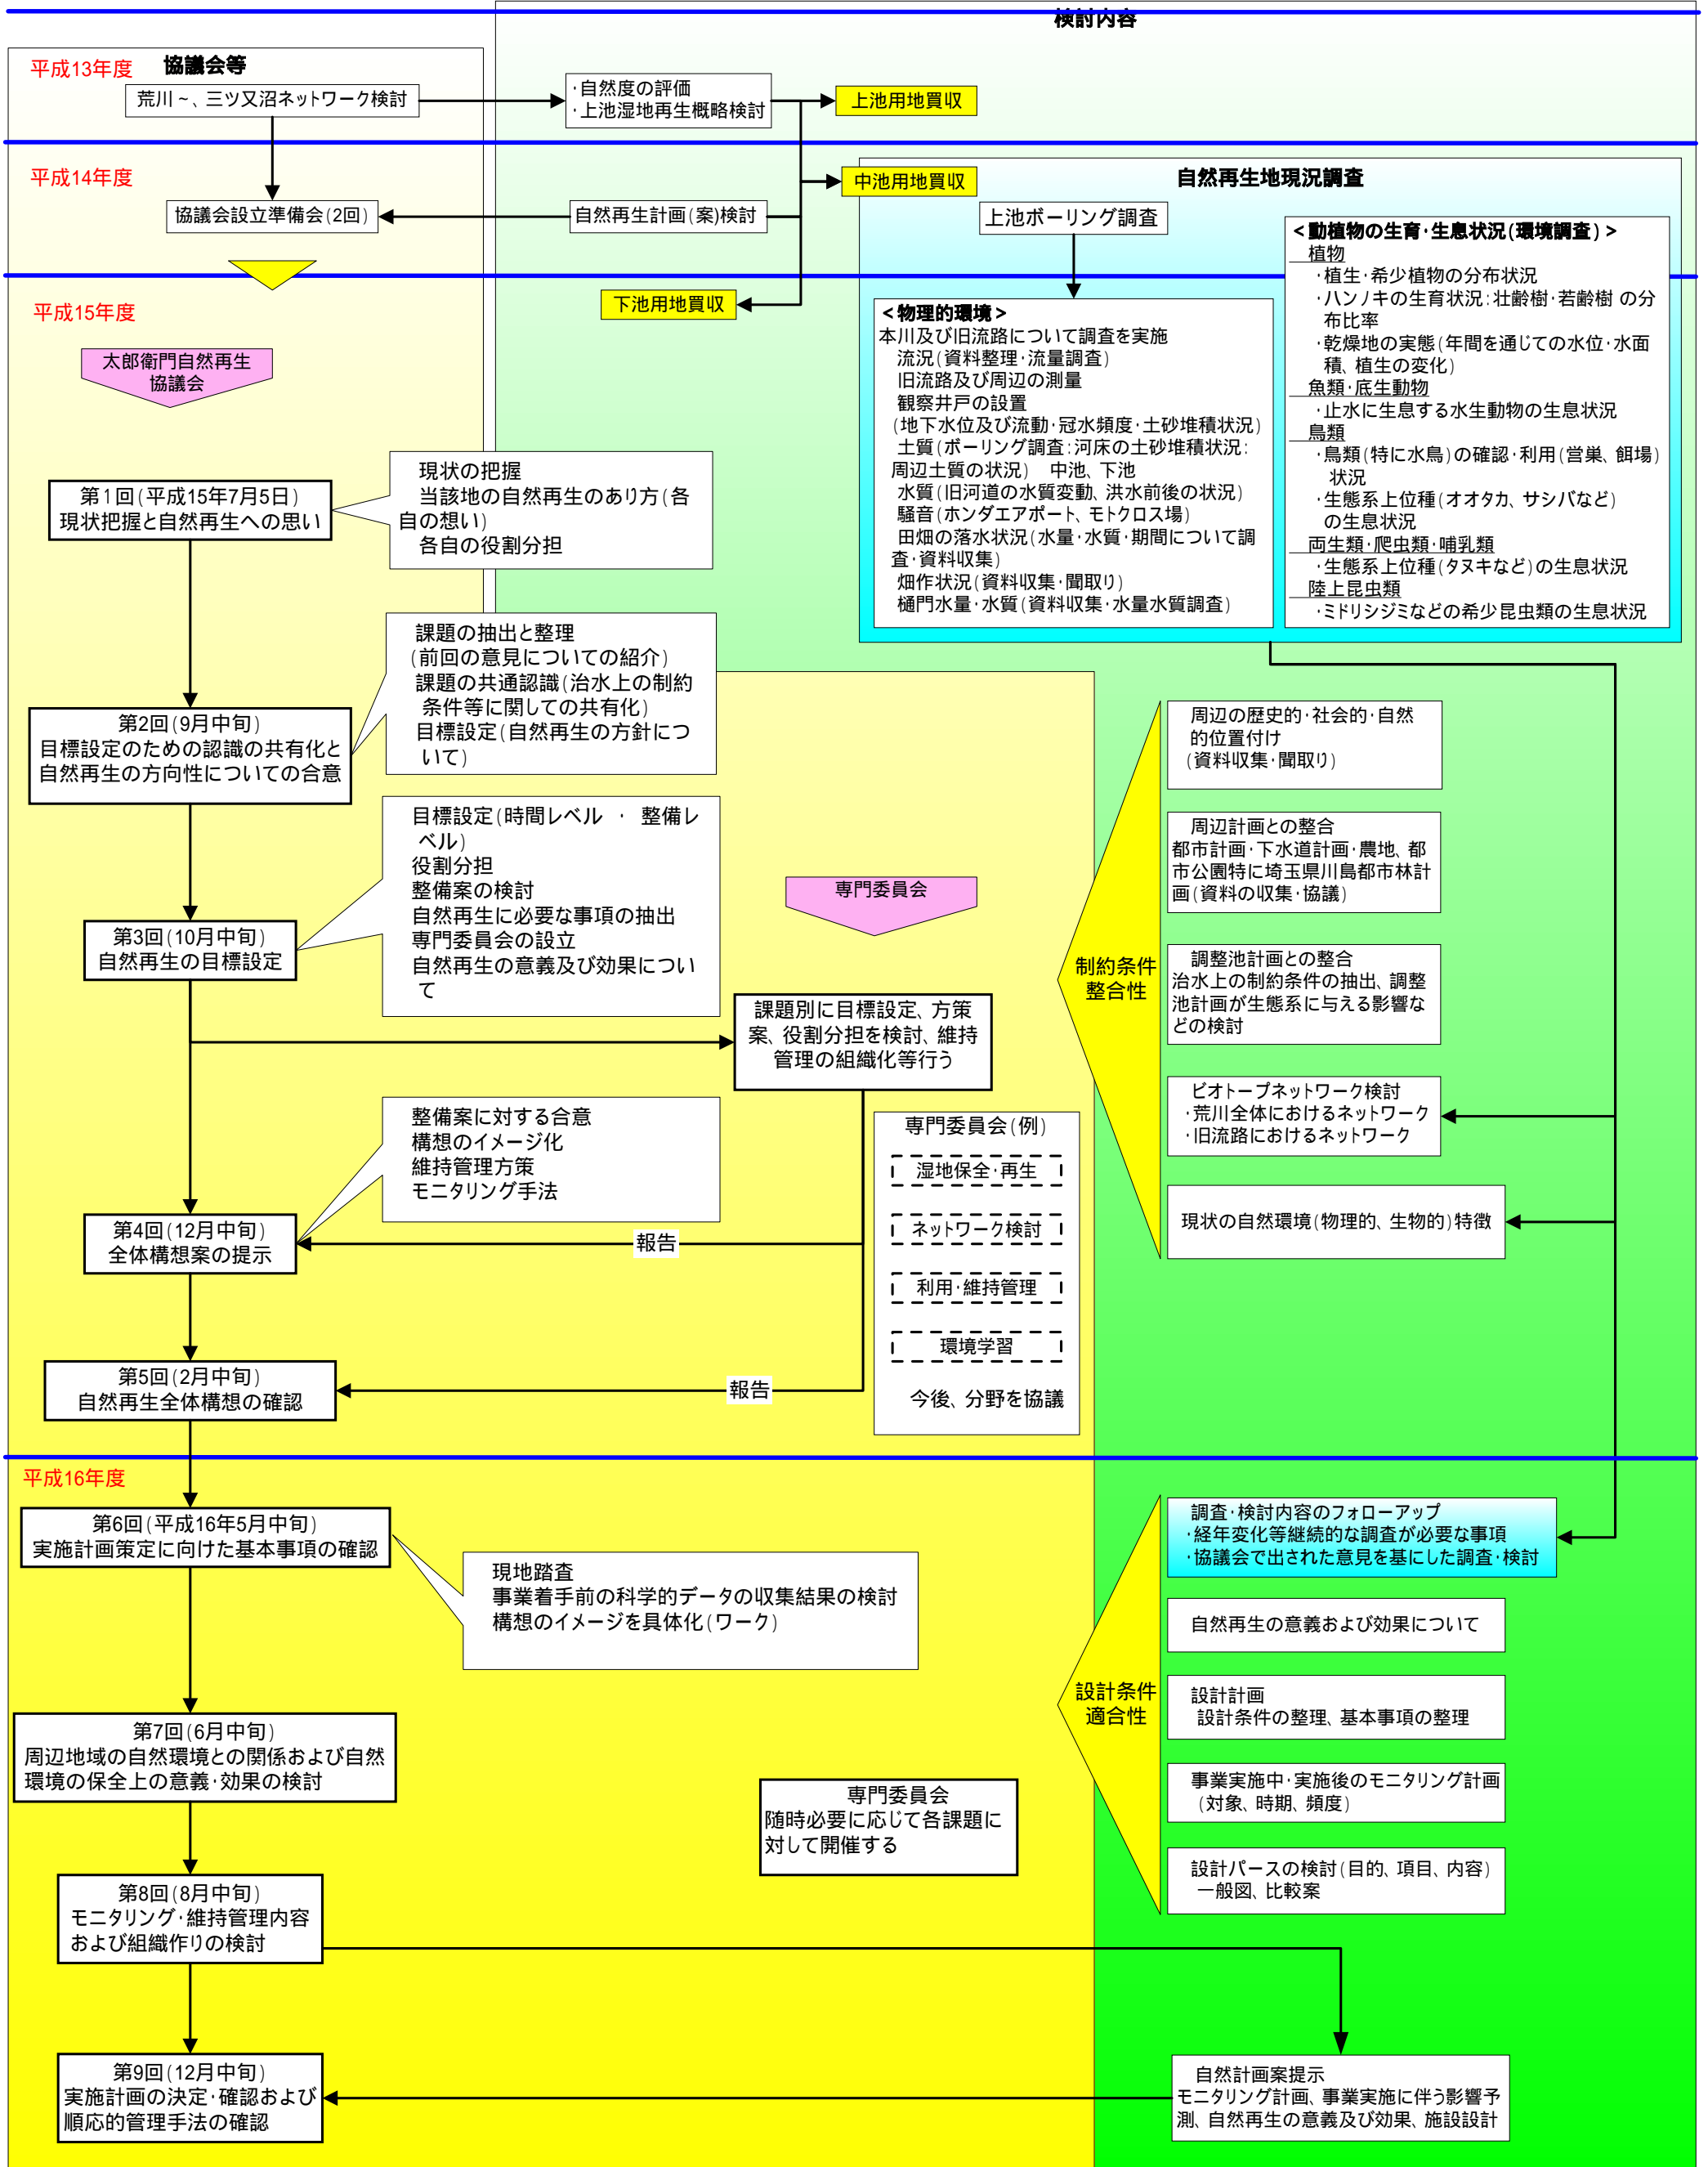 検討内容
平成13年度
協議会等
荒川～、三ツ又沼ネットワーク検討
・自然度の評価
・上池湿地再生概略検討
上池用地買収
平成14年度
中池用地買収
自然再生地現況調査
協議会設立準備会(2回)
自然再生計画(案)検討
上池ボーリング調査
<動植物の生育・生息状況(環境調査)>
植物
・植生・希少植物の分布状況
・ハンノキの生育状況:壮齢樹・若齢樹 の分
布比率
・乾燥地の実態(年間を通じての水位・水面
積、植生の変化)
魚類・底生動物
・止水に生息する水生動物の生息状況
鳥類
・鳥類(特に水鳥)の確認・利用(営巣、餌場)
状況
・生態系上位種(オオタカ、サシバなど)
の生息状況
両生類・爬虫類・哺乳類
・生態系上位種(タヌキなど)の生息状況
陸上昆虫類
・ミドリシジミなどの希少昆虫類の生息状況
平成15年度
下池用地買収
<物理的環境>
本川及び旧流路について調査を実施
流況(資料整理・流量調査)
旧流路及び周辺の測量
観察井戸の設置
(地下水位及び流動・冠水頻度・土砂堆積状況)
土質(ボーリング調査:河床の土砂堆積状況:
周辺土質の状況) 中池、下池
水質(旧河道の水質変動、洪水前後の状況)
騒音(ホンダエアポート、モトクロス場)
田畑の落水状況(水量・水質・期間について調
査・資料収集)
畑作状況(資料収集・聞取り)
樋門水量・水質(資料収集・水量水質調査)
太郎衛門自然再生
協議会
第1回(平成15年7月5日)
現状把握と自然再生への思い
現状の把握
当該地の自然再生のあり方(各
自の想い)
各自の役割分担
第2回(9月中旬)
目標設定のための認識の共有化と
自然再生の方向性についての合意
課題の抽出と整理
(前回の意見についての紹介)
課題の共通認識(治水上の制約
条件等に関しての共有化)
目標設定(自然再生の方針につ
いて)
第3回(10月中旬)
自然再生の目標設定
目標設定(時間レベル ・ 整備レ
ベル)
役割分担
整備案の検討
自然再生に必要な事項の抽出
専門委員会の設立
自然再生の意義及び効果につい
て
専門委員会
課題別に目標設定、方策
案、役割分担を検討、維持
管理の組織化等行う
制約条件
整合性
周辺の歴史的・社会的・自然
的位置付け
(資料収集・聞取り)
周辺計画との整合
都市計画・下水道計画・農地、都
市公園特に埼玉県川島都市林計
画(資料の収集・協議)
調整池計画との整合
治水上の制約条件の抽出、調整
池計画が生態系に与える影響な
どの検討
ビオトープネットワーク検討
・荒川全体におけるネットワーク
・旧流路におけるネットワーク
現状の自然環境(物理的、生物的)特徴
整備案に対する合意
構想のイメージ化
維持管理方策
モニタリング手法
第4回(12月中旬)
全体構想案の提示
報告
専門委員会(例)
湿地保全・再生
ネットワーク検討
利用・維持管理
環境学習
今後、分野を協議
第5回(2月中旬)
自然再生全体構想の確認
報告
平成16年度
第6回(平成16年5月中旬)
実施計画策定に向けた基本事項の確認
現地踏査
事業着手前の科学的データの収集結果の検討
構想のイメージを具体化(ワーク)
第7回(6月中旬)
周辺地域の自然環境との関係および自然
環境の保全上の意義・効果の検討
専門委員会
随時必要に応じて各課題に
対して開催する
設計条件
適合性
調査・検討内容のフォローアップ
・経年変化等継続的な調査が必要な事項
・協議会で出された意見を基にした調査・検討
自然再生の意義および効果について
設計計画
設計条件の整理、基本事項の整理
事業実施中・実施後のモニタリング計画
(対象、時期、頻度)
設計パースの検討(目的、項目、内容)
一般図、比較案
第8回(8月中旬)
モニタリング・維持管理内容
および組織作りの検討
第9回(12月中旬)
実施計画の決定・確認および
順応的管理手法の確認
自然計画案提示
モニタリング計画、事業実施に伴う影響予
測、自然再生の意義及び効果、施設設計